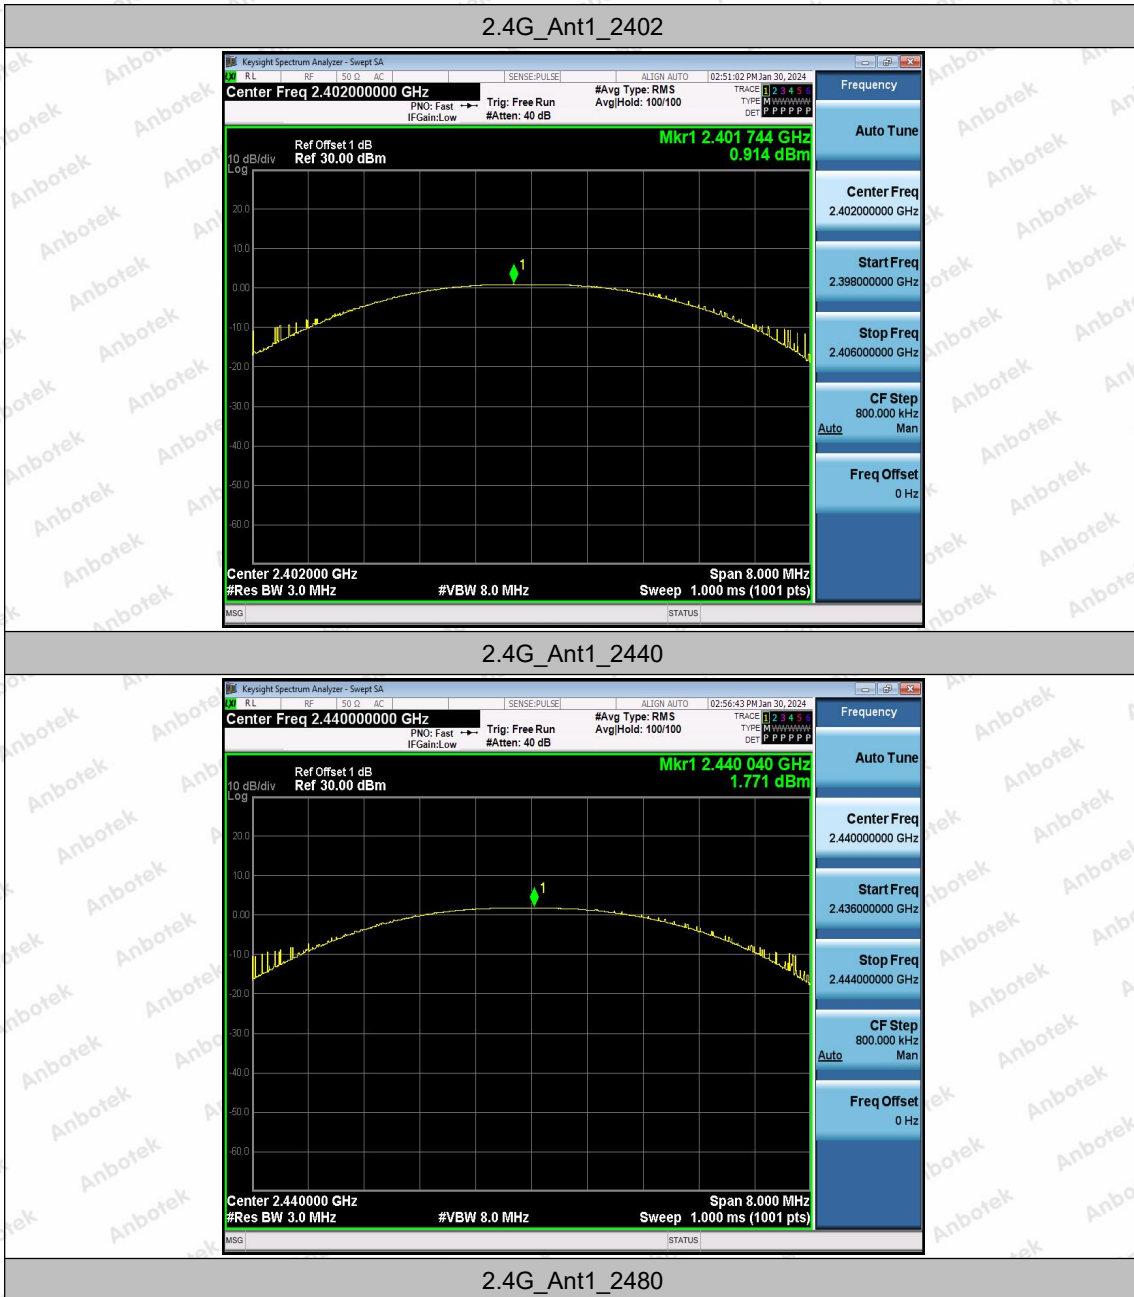 2.4G_Ant1_2402
Keysight Spectrum Analyzer - Swept SA
LXI RL RF 50 Ω AC SENSE:PULSE ALIGN AUTO 02:51:02 PM Jan 30, 2024
Center Freq 2.402000000 GHz
PNO: Fast
IFGain:Low
Trig: Free Run
#Atten: 40 dB
#Avg Type: RMS
Avg|Hold: 100/100
TRACE 1 2 3 4 5 6
TYPE M W W W W W
DET P P P P P P
Frequency
Ref Offset 1 dB
10 dB/div Ref 30.00 dBm
Log
Mkr1 2.401 744 GHz
0.914 dBm
20.0
10.0
0.00
-10.0
-20.0
-30.0
-40.0
-50.0
-60.0
1
Auto Tune
Center Freq
2.402000000 GHz
Start Freq
2.398000000 GHz
Stop Freq
2.406000000 GHz
CF Step
800.000 kHz
Auto Man
Freq Offset
0 Hz
Center 2.402000 GHz Span 8.000 MHz
#Res BW 3.0 MHz #VBW 8.0 MHz Sweep 1.000 ms (1001 pts)
MSG STATUS
2.4G_Ant1_2440
Keysight Spectrum Analyzer - Swept SA
LXI RL RF 50 Ω AC SENSE:PULSE ALIGN AUTO 02:56:43 PM Jan 30, 2024
Center Freq 2.440000000 GHz
PNO: Fast
IFGain:Low
Trig: Free Run
#Atten: 40 dB
#Avg Type: RMS
Avg|Hold: 100/100
TRACE 1 2 3 4 5 6
TYPE M W W W W W
DET P P P P P P
Frequency
Ref Offset 1 dB
10 dB/div Ref 30.00 dBm
Log
Mkr1 2.440 040 GHz
1.771 dBm
20.0
10.0
0.00
-10.0
-20.0
-30.0
-40.0
-50.0
-60.0
1
Auto Tune
Center Freq
2.440000000 GHz
Start Freq
2.436000000 GHz
Stop Freq
2.444000000 GHz
CF Step
800.000 kHz
Auto Man
Freq Offset
0 Hz
Center 2.440000 GHz Span 8.000 MHz
#Res BW 3.0 MHz #VBW 8.0 MHz Sweep 1.000 ms (1001 pts)
MSG STATUS
2.4G_Ant1_2480
Anbotek